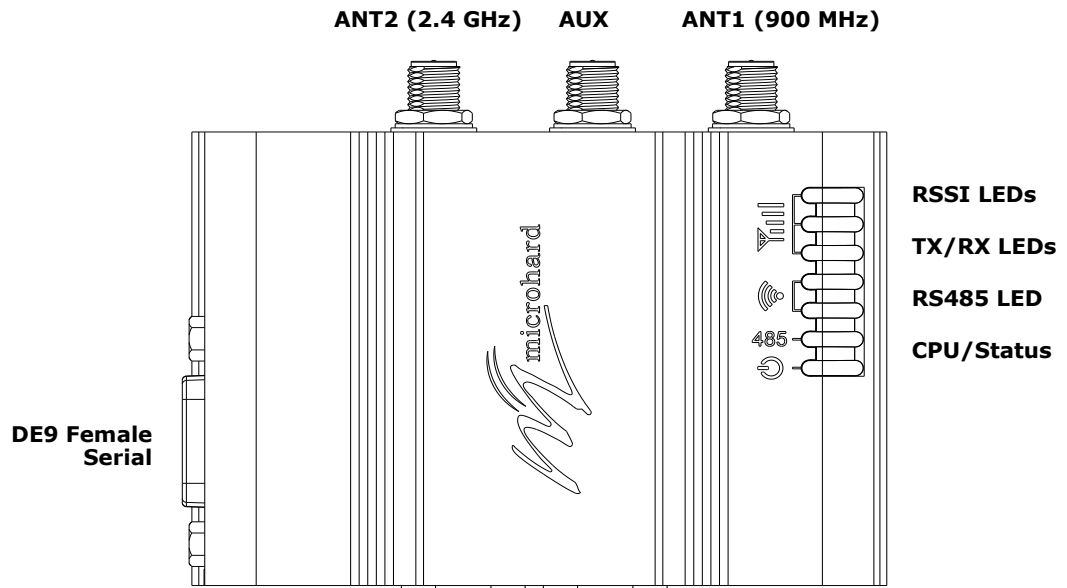 ANT2 (2.4 GHz) AUX ANT1 (900 MHz)
RSSI LEDs
TX/RX LEDs
RS485 LED
485
CPU/Status
microhard
DE9 Female
Serial